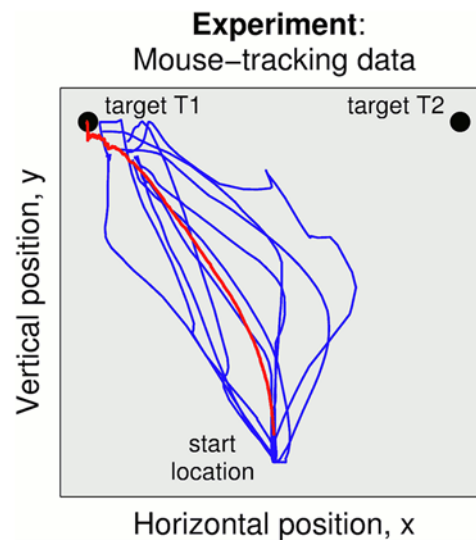 Experiment:
Mouse-tracking data
target T1
target T2
Vertical position, y
start
location
Horizontal position, x